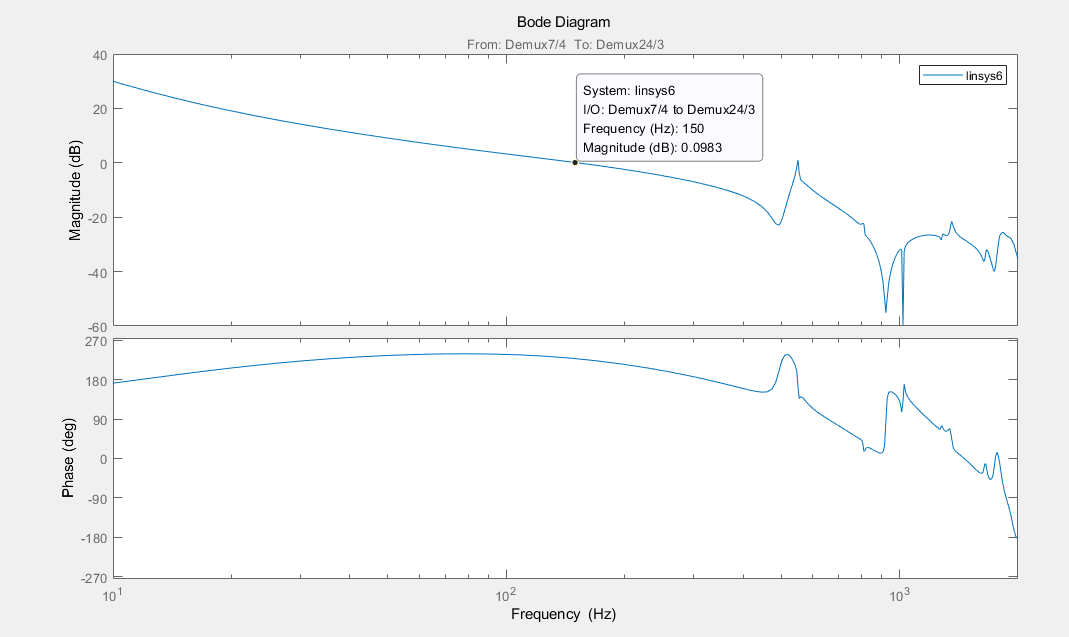 Bode Diagram
From: Demux7/4 To: Demux24/3
40
20
0
-20
-40
-60
Magnitude (dB)
System: linsys6
I/O: Demux7/4 to Demux24/3
Frequency (Hz): 150
Magnitude (dB): 0.0983
linsys6
270
180
90
0
-90
-180
-270
Phase (deg)
10^1
10^2
10^3
Frequency (Hz)